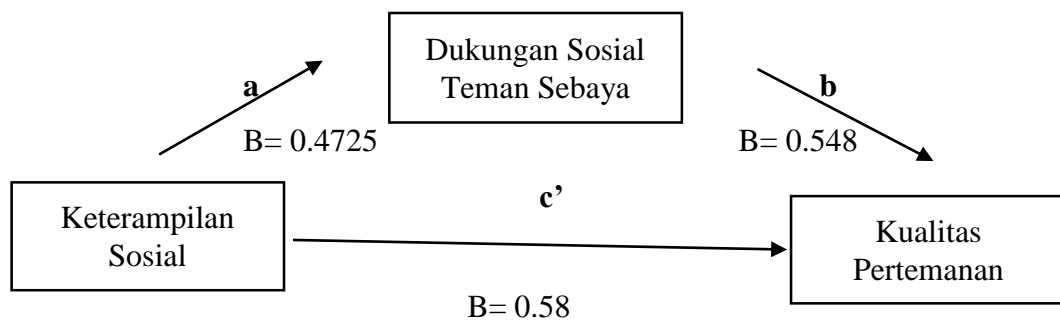 Dukungan Sosial
Teman Sebaya
a
b
B= 0.4725
B= 0.548
c’
Keterampilan
Sosial
Kualitas
Pertemanan
B= 0.58